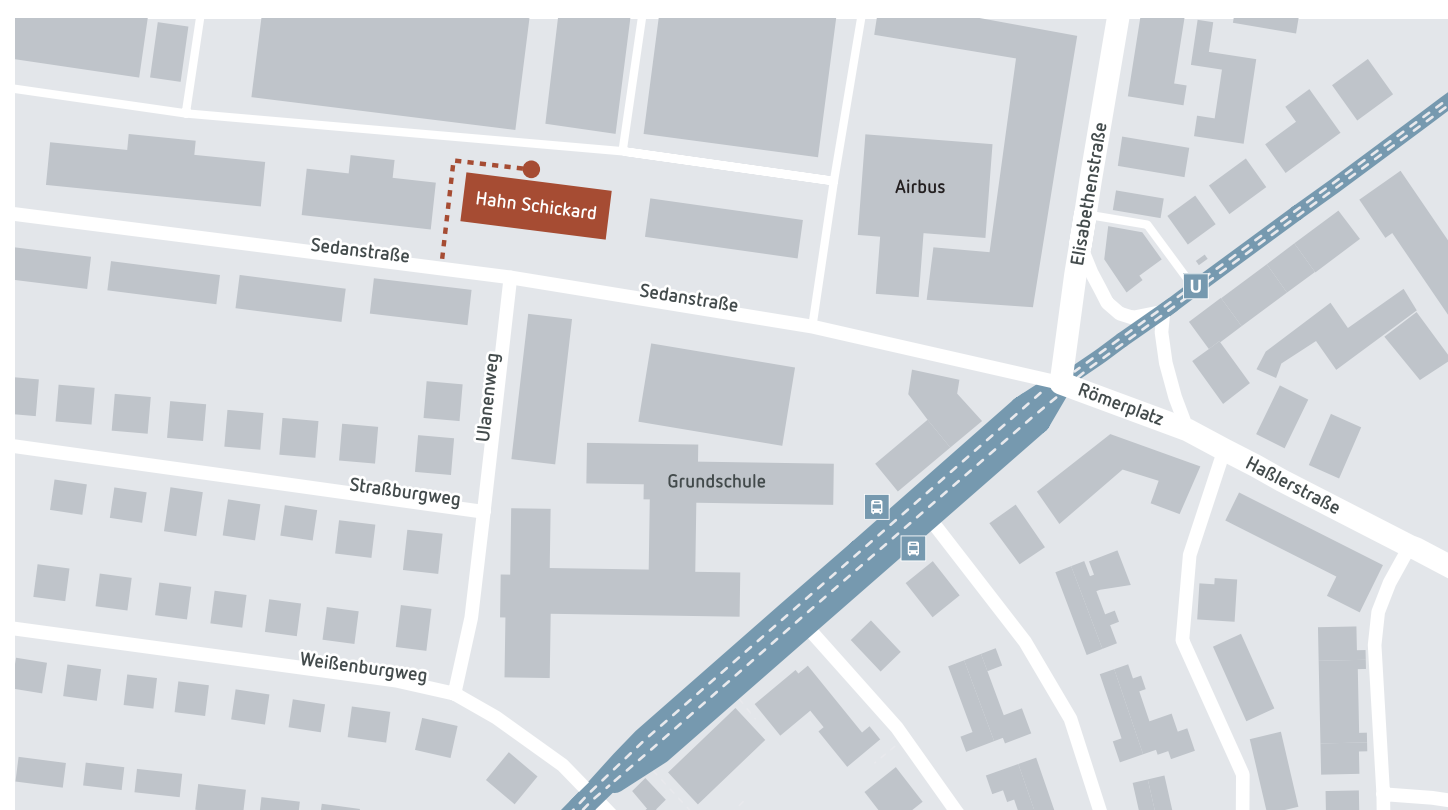 Elisabethenstraße
Airbus
Hahn Schickard
Sedanstraße
U
Sedanstraße
Ulanenweg
Römerplatz
Grundschule
Haßlerstraße
Straßburgweg
Weißenburgweg